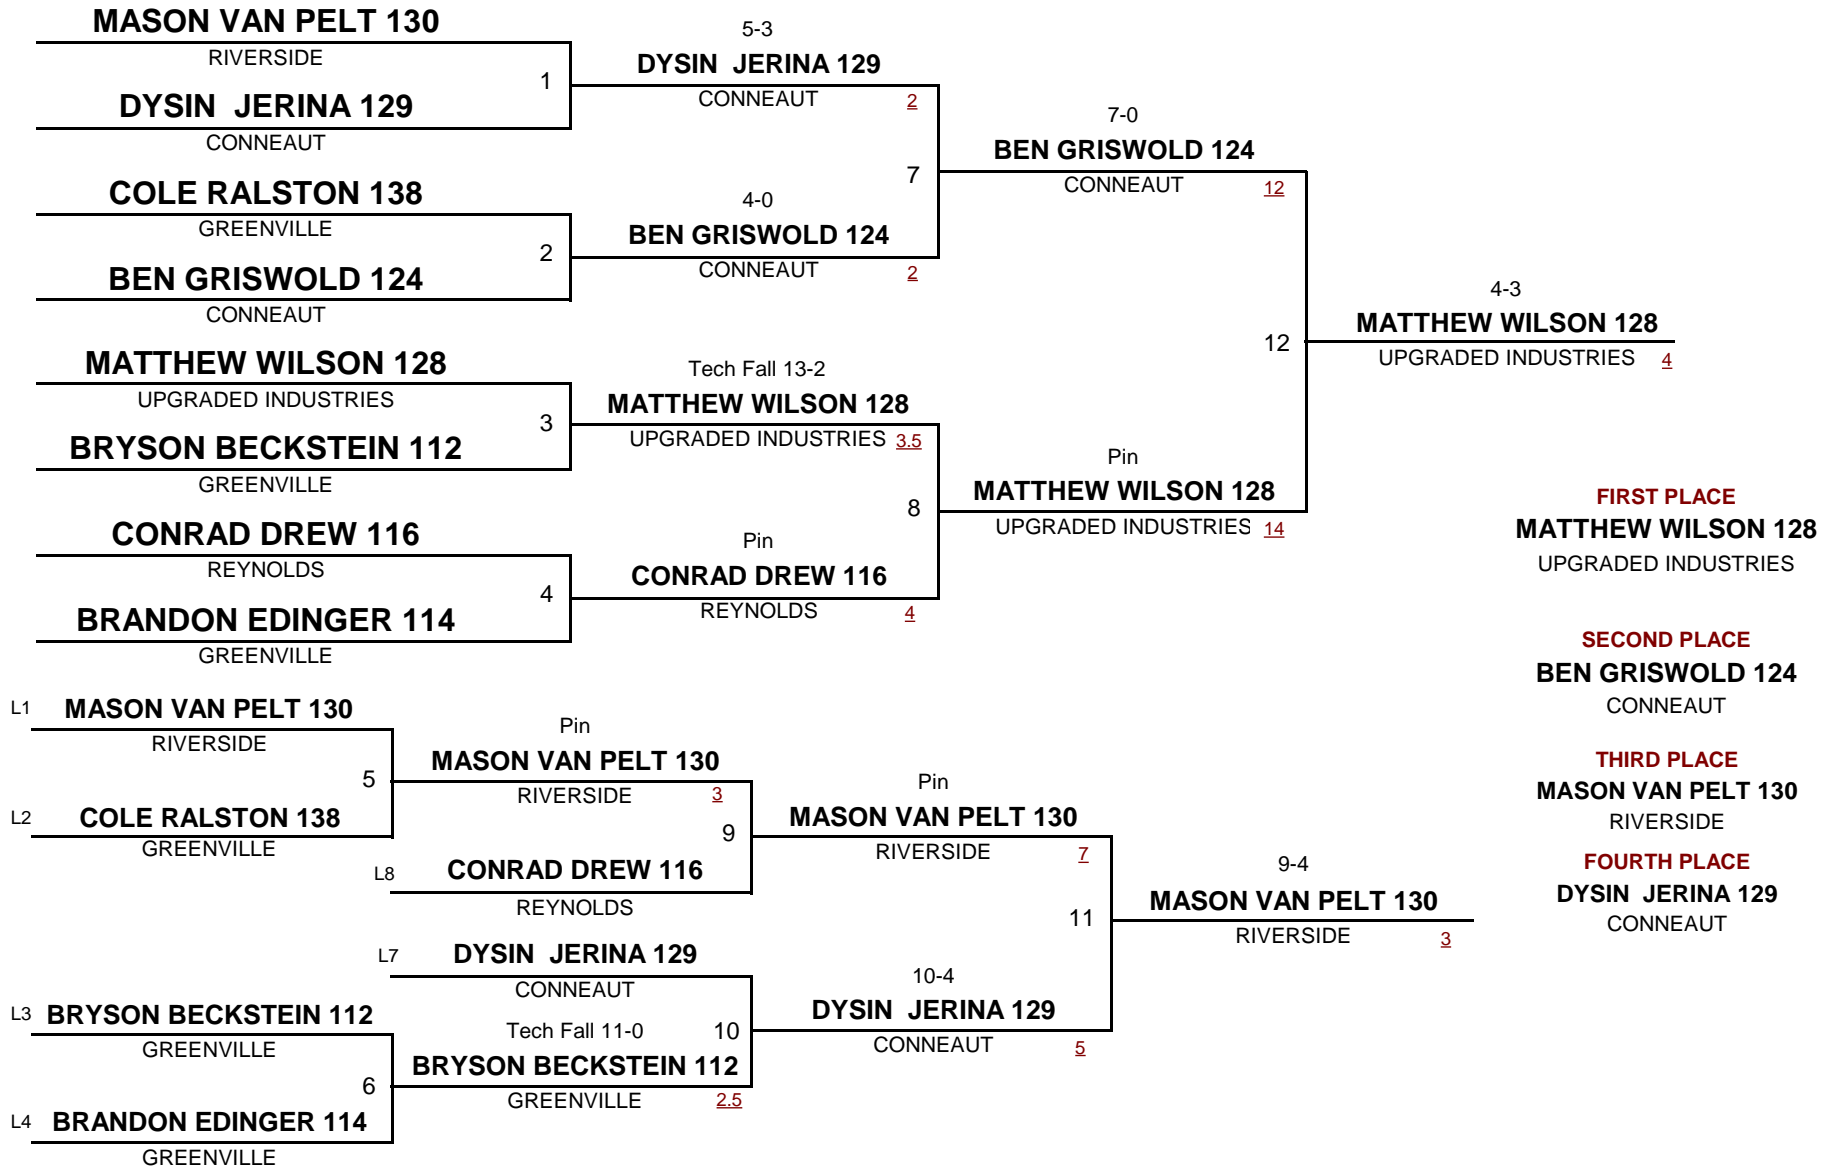 MASON VAN PELT 130
RIVERSIDE
1
DYSIN  JERINA 129
CONNEAUT
5-3
DYSIN  JERINA 129
CONNEAUT
2
COLE RALSTON 138
GREENVILLE
2
BEN GRISWOLD 124
CONNEAUT
4-0
BEN GRISWOLD 124
CONNEAUT
2
7
7-0
BEN GRISWOLD 124
CONNEAUT
12
MATTHEW WILSON 128
UPGRADED INDUSTRIES
3
BRYSON BECKSTEIN 112
GREENVILLE
Tech Fall 13-2
MATTHEW WILSON 128
UPGRADED INDUSTRIES
3.5
CONRAD DREW 116
REYNOLDS
4
BRANDON EDINGER 114
GREENVILLE
Pin
CONRAD DREW 116
REYNOLDS
4
8
Pin
MATTHEW WILSON 128
UPGRADED INDUSTRIES
14
12
4-3
MATTHEW WILSON 128
UPGRADED INDUSTRIES
4
FIRST PLACE
MATTHEW WILSON 128
UPGRADED INDUSTRIES
SECOND PLACE
BEN GRISWOLD 124
CONNEAUT
THIRD PLACE
MASON VAN PELT 130
RIVERSIDE
FOURTH PLACE
DYSIN  JERINA 129
CONNEAUT
L1
MASON VAN PELT 130
RIVERSIDE
5
L2
COLE RALSTON 138
GREENVILLE
Pin
MASON VAN PELT 130
RIVERSIDE
3
9
L8
CONRAD DREW 116
REYNOLDS
Pin
MASON VAN PELT 130
RIVERSIDE
7
L7
DYSIN  JERINA 129
CONNEAUT
L3
BRYSON BECKSTEIN 112
GREENVILLE
6
L4
BRANDON EDINGER 114
GREENVILLE
Tech Fall 11-0
10
BRYSON BECKSTEIN 112
GREENVILLE
2.5
10-4
DYSIN  JERINA 129
CONNEAUT
5
11
9-4
MASON VAN PELT 130
RIVERSIDE
3